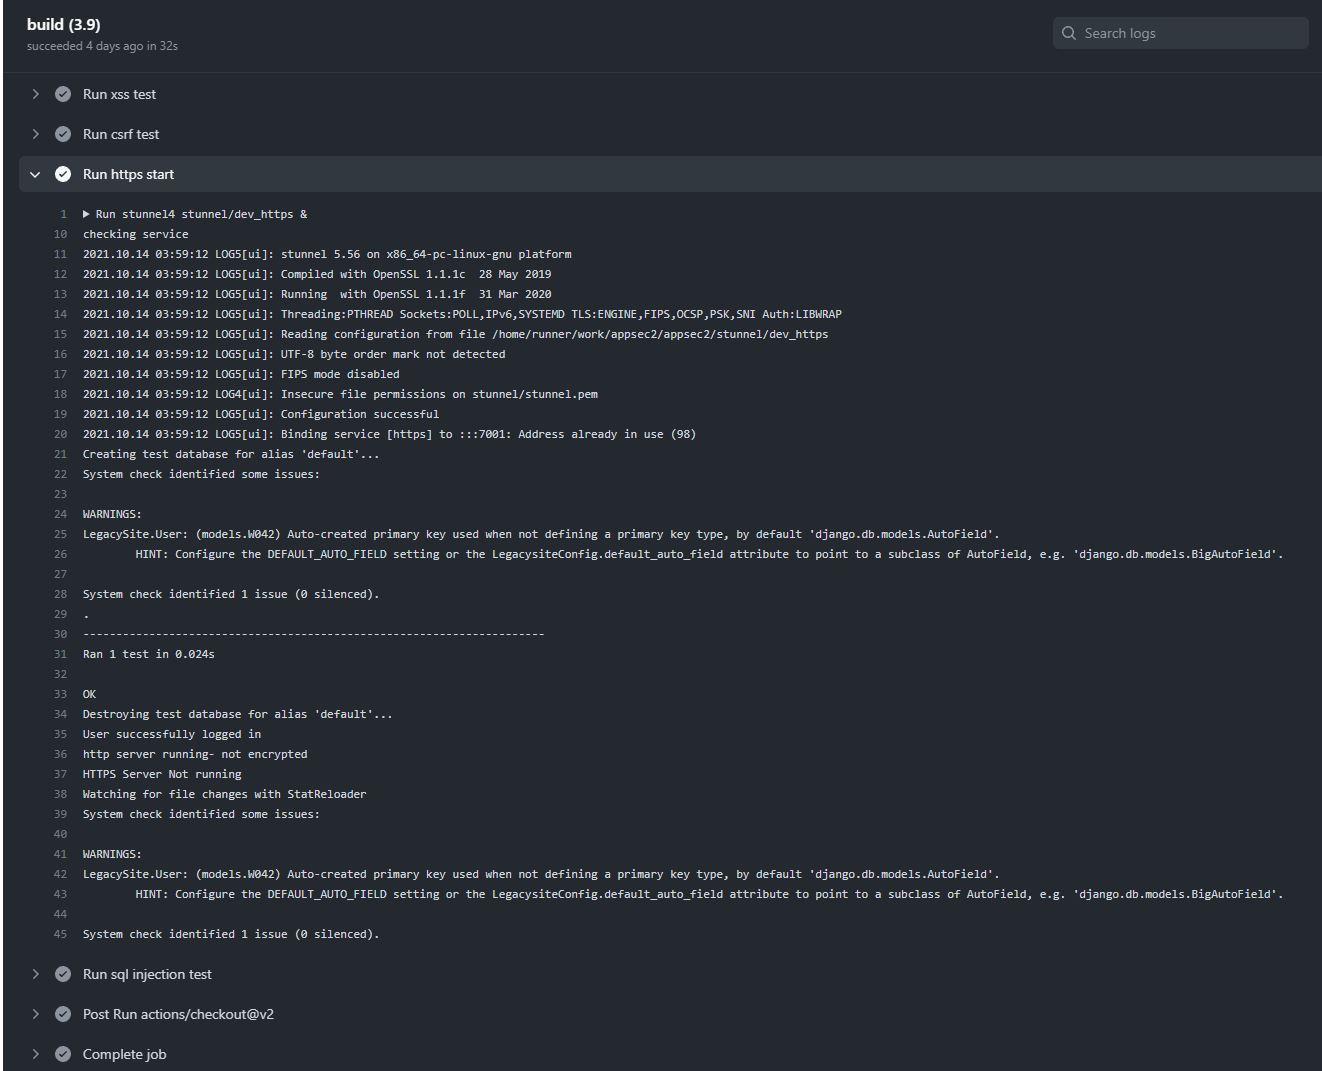 build (3.9)
succeeded 4 days ago in 32s
Search logs
Run xss test
Run csrf test
Run https start
1 ▶ Run stunnel4 stunnel/dev_https &
10 checking service
11 2021.10.14 03:59:12 LOG5[ui]: stunnel 5.56 on x86_64-pc-linux-gnu platform
12 2021.10.14 03:59:12 LOG5[ui]: Compiled with OpenSSL 1.1.1c  28 May 2019
13 2021.10.14 03:59:12 LOG5[ui]: Running  with OpenSSL 1.1.1f  31 Mar 2020
14 2021.10.14 03:59:12 LOG5[ui]: Threading:PTHREAD Sockets:POLL,IPv6,SYSTEMD TLS:ENGINE,FIPS,OCSP,PSK,SNI Auth:LIBWRAP
15 2021.10.14 03:59:12 LOG5[ui]: Reading configuration from file /home/runner/work/appsec2/appsec2/stunnel/dev_https
16 2021.10.14 03:59:12 LOG5[ui]: UTF-8 byte order mark not detected
17 2021.10.14 03:59:12 LOG5[ui]: FIPS mode disabled
18 2021.10.14 03:59:12 LOG4[ui]: Insecure file permissions on stunnel/stunnel.pem
19 2021.10.14 03:59:12 LOG5[ui]: Configuration successful
20 2021.10.14 03:59:12 LOG5[ui]: Binding service [https] to :::7001: Address already in use (98)
21 Creating test database for alias 'default'...
22 System check identified some issues:
23
24 WARNINGS:
25 LegacySite.User: (models.W042) Auto-created primary key used when not defining a primary key type, by default 'django.db.models.AutoField'.
26 HINT: Configure the DEFAULT_AUTO_FIELD setting or the LegacysiteConfig.default_auto_field attribute to point to a subclass of AutoField, e.g. 'django.db.models.BigAutoField'.
27
28 System check identified 1 issue (0 silenced).
29 .
30 ----------------------------------------------------------------------
31 Ran 1 test in 0.024s
32
33 OK
34 Destroying test database for alias 'default'...
35 User successfully logged in
36 http server running- not encrypted
37 HTTPS Server Not running
38 Watching for file changes with StatReloader
39 System check identified some issues:
40
41 WARNINGS:
42 LegacySite.User: (models.W042) Auto-created primary key used when not defining a primary key type, by default 'django.db.models.AutoField'.
43 HINT: Configure the DEFAULT_AUTO_FIELD setting or the LegacysiteConfig.default_auto_field attribute to point to a subclass of AutoField, e.g. 'django.db.models.BigAutoField'.
44
45 System check identified 1 issue (0 silenced).
Run sql injection test
Post Run actions/checkout@v2
Complete job